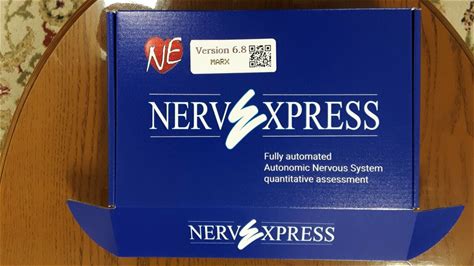 NE
Version 6.8
MARX
NERVEXPRESS
Fully automated
Autonomic Nervous System
quantitative assessment
NERVEXPRESS